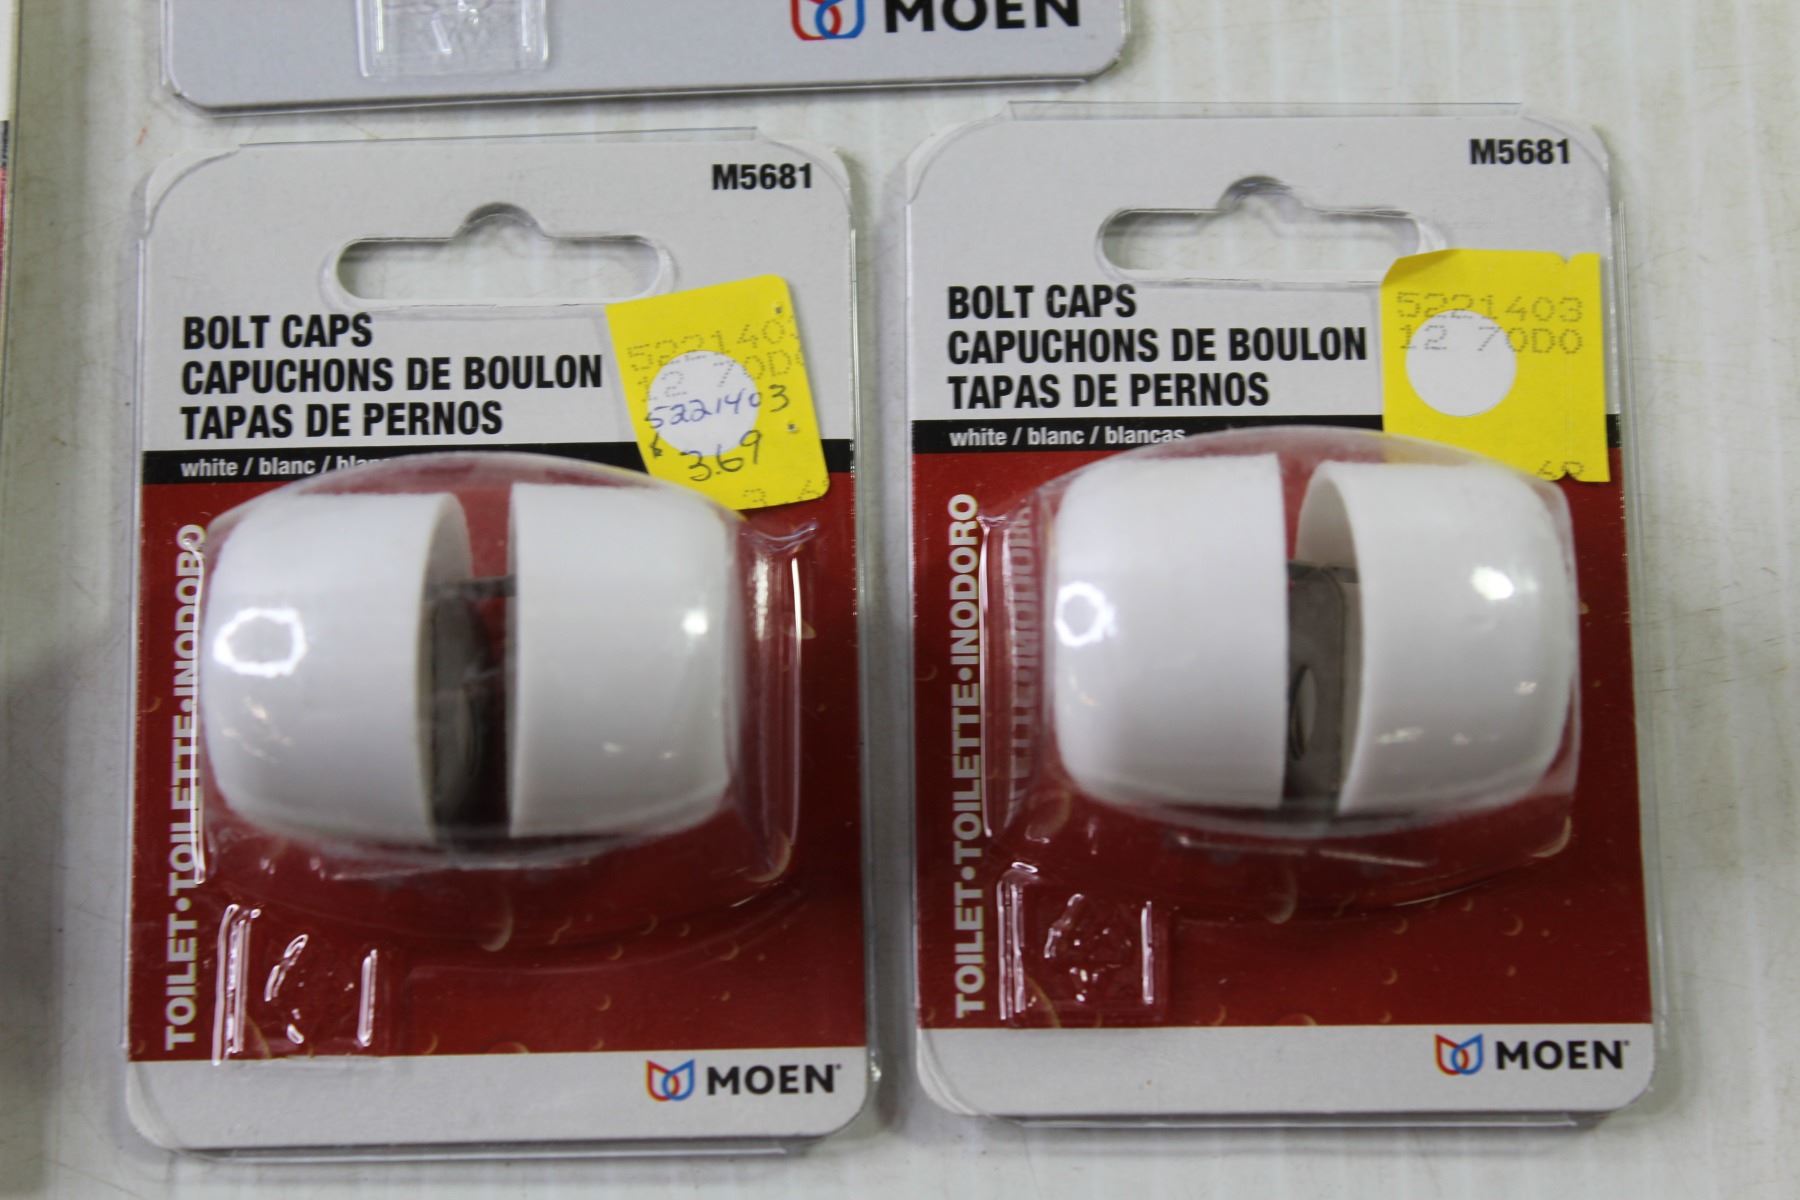 MOEN
M5681
BOLT CAPS
CAPUCHONS DE BOULON
TAPAS DE PERNOS
white / blanc /
522140
12 70D
5221403
$ 3.69
TOILET•TOILETTE•INODORO
MOEN
M5681
BOLT CAPS
CAPUCHONS DE BOULON
TAPAS DE PERNOS
white / blanc / blancas
5221403
12 70D0
TOILET•TOILETTE•INODORO
MOEN